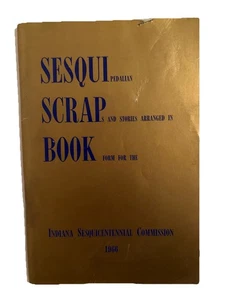 SESQUIPEDALIAN
SCRAPS AND STORIES ARRANGED IN
BOOK FORM FOR THE
INDIANA SESQUICENTENNIAL COMMISSION
1966